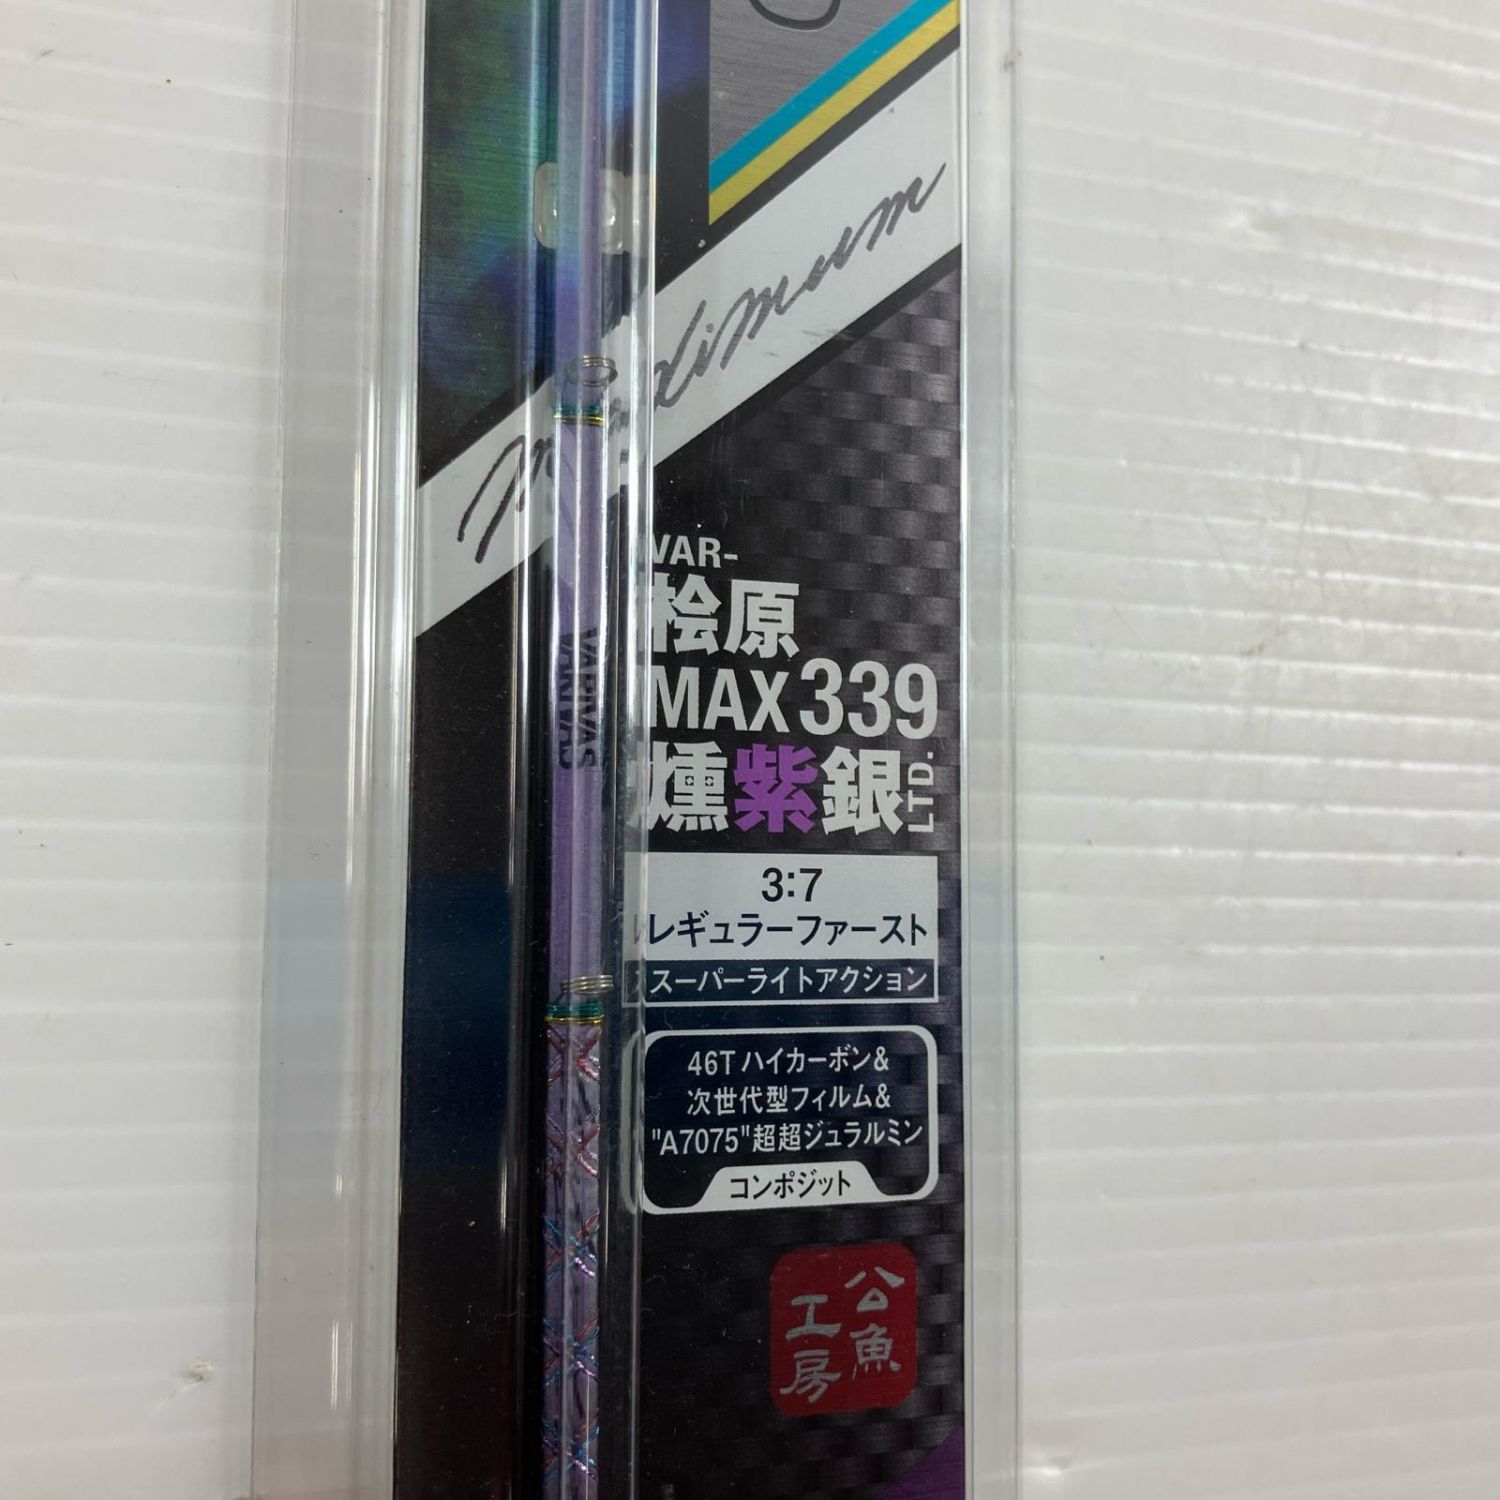 Maximum
VAR-
桧原
MAX339
燻紫銀 LTD.
VARIVAS
3:7
レギュラーファースト
スーパーライトアクション
46Tハイカーボン&
次世代型フィルム&
"A7075"超超ジュラルミン
コンポジット
公魚
工房